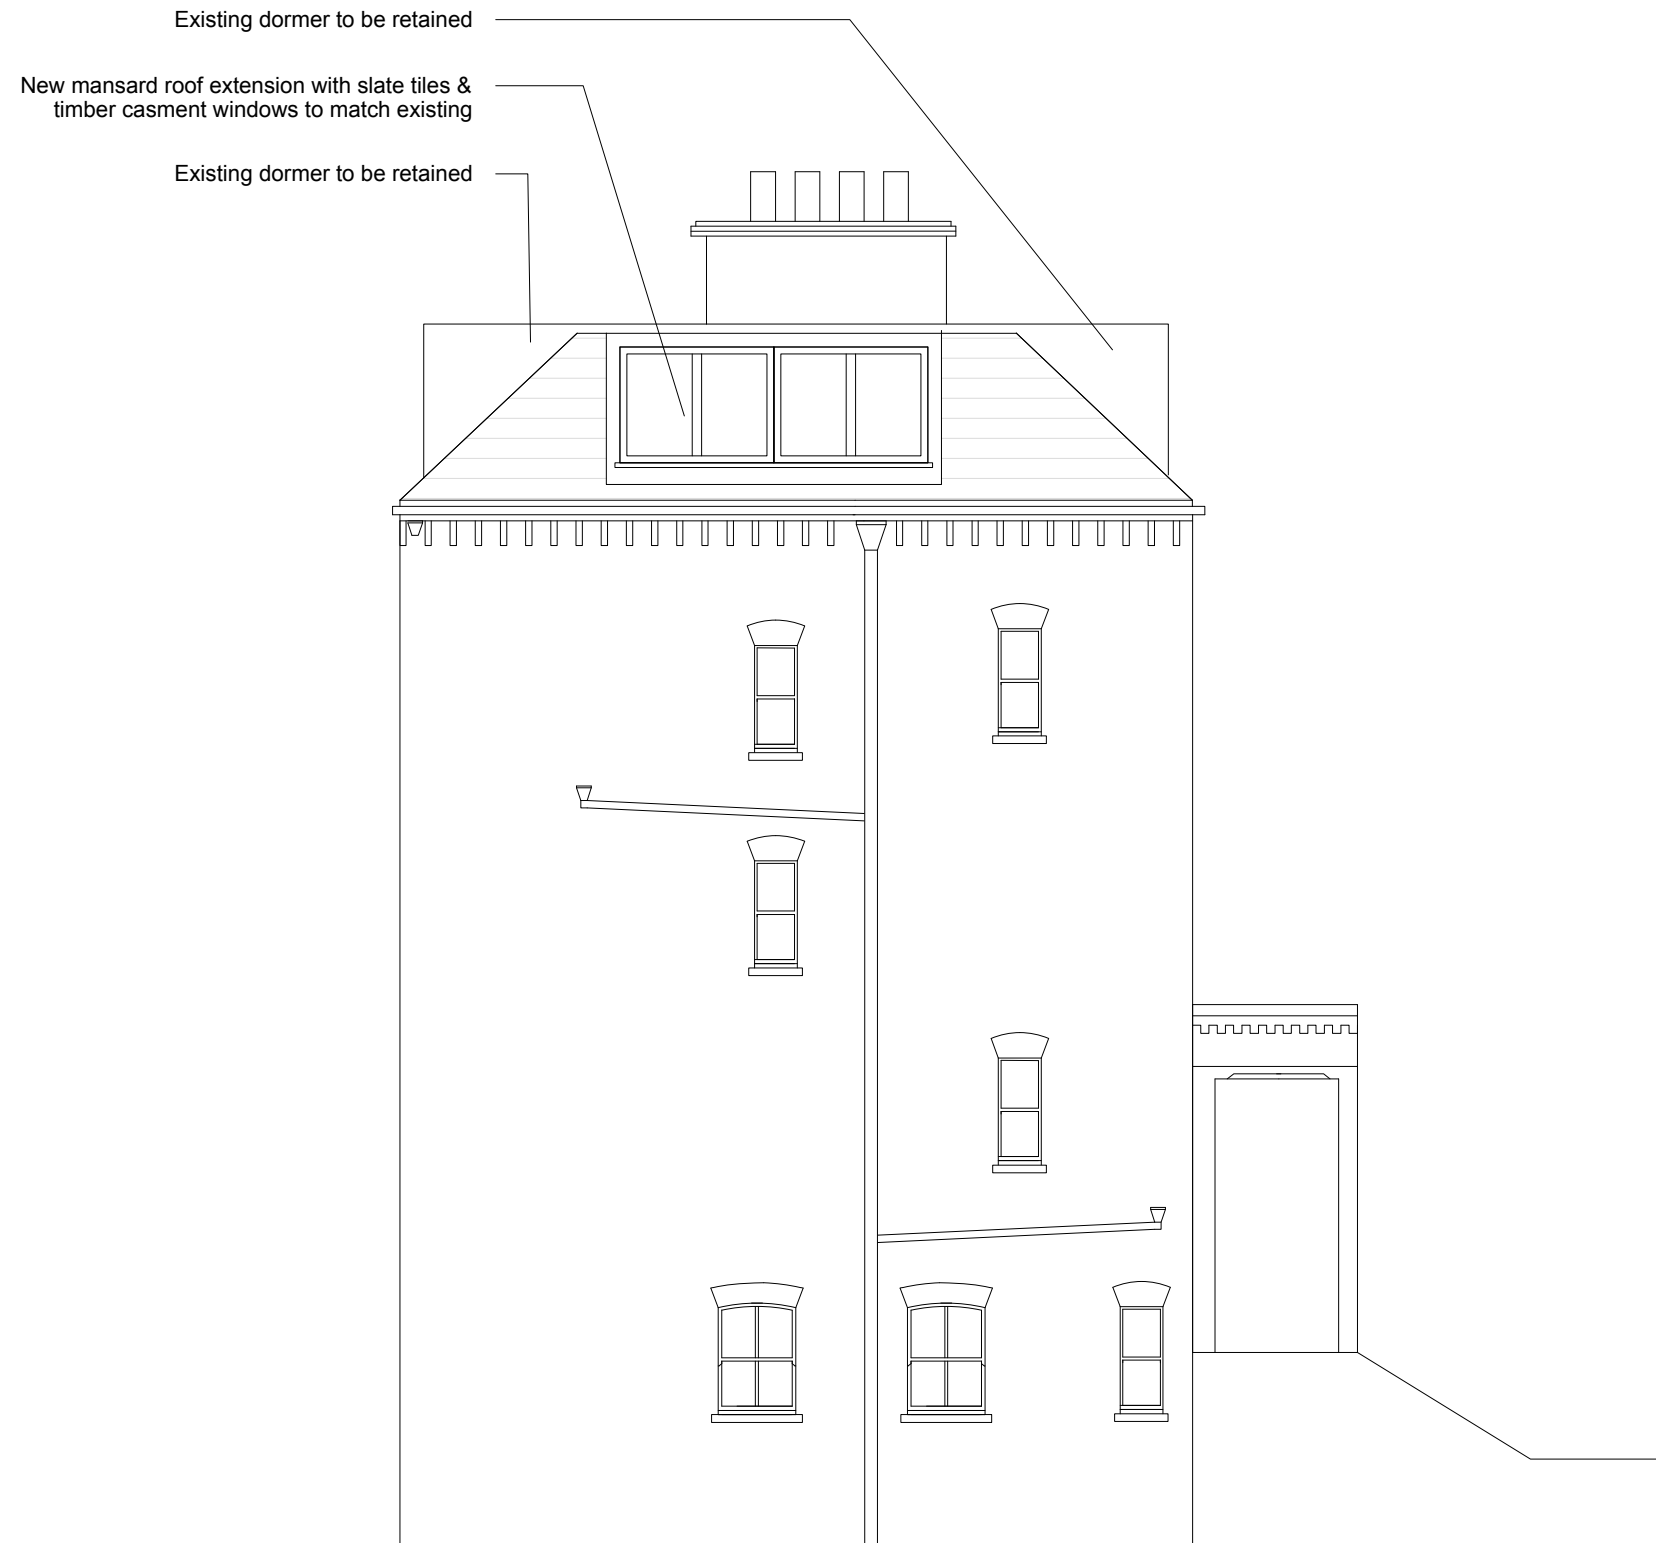 Existing dormer to be retained
New mansard roof extension with slate tiles &
timber casment windows to match existing
Existing dormer to be retained